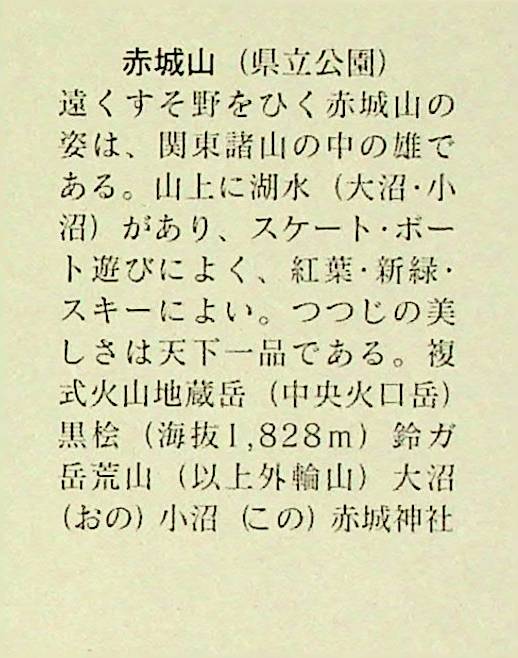 赤城山（県立公園）
遠くすそ野をひく赤城山の
姿は、関東諸山の中の雄で
ある。山上に湖水（大沼・小
沼）があり、スケート・ボー
ト遊びによく、紅葉・新緑・
スキーによい。つつじの美
しさは天下一品である。複
式火山地蔵岳（中央火口岳）
黒桧（海抜1,828m）鈴ガ
岳荒山（以上外輪山）大沼
（おの）小沼（この）赤城神社